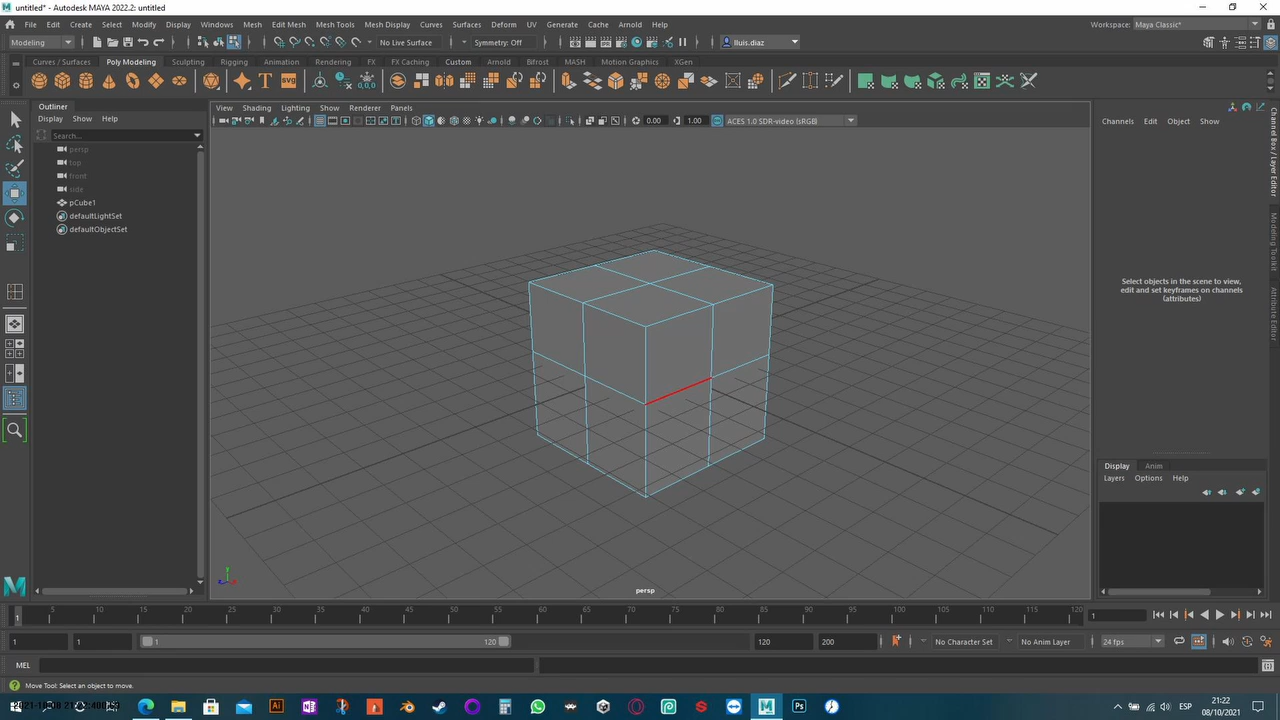 untitled* - Autodesk MAYA 2022.2: untitled
File Edit Create Select Modify Display Windows Mesh Edit Mesh Mesh Tools Mesh Display Curves Surfaces Deform UV Generate Cache Arnold Help
Workspace: Maya Classic*
Modeling No Live Surface Symmetry: Off lluis.diaz
Curves / Surfaces Poly Modeling Sculpting Rigging Animation Rendering FX FX Caching Custom Arnold Bifrost MASH Motion Graphics XGen
T SVG 0,0,0
Outliner
Display Show Help
Search...
persp
top
front
side
pCube1
defaultLightSet
defaultObjectSet
View Shading Lighting Show Renderer Panels
0.00 1.00 ACES 1.0 SDR-video (sRGB)
persp
Channels Edit Object Show
Select objects in the scene to view,
edit and set keyframes on channels
(attributes)
Channel Box / Layer Editor
Modeling Toolkit
Attribute Editor
Display Anim
Layers Options Help
1 5 10 15 20 25 30 35 40 45 50 55 60 65 70 75 80 85 90 95 100 105 110 115 120
1
1 1 1 120 120 200 No Character Set No Anim Layer 24 fps
MEL
Move Tool: Select an object to move.
ESP
21:22
08/10/2021